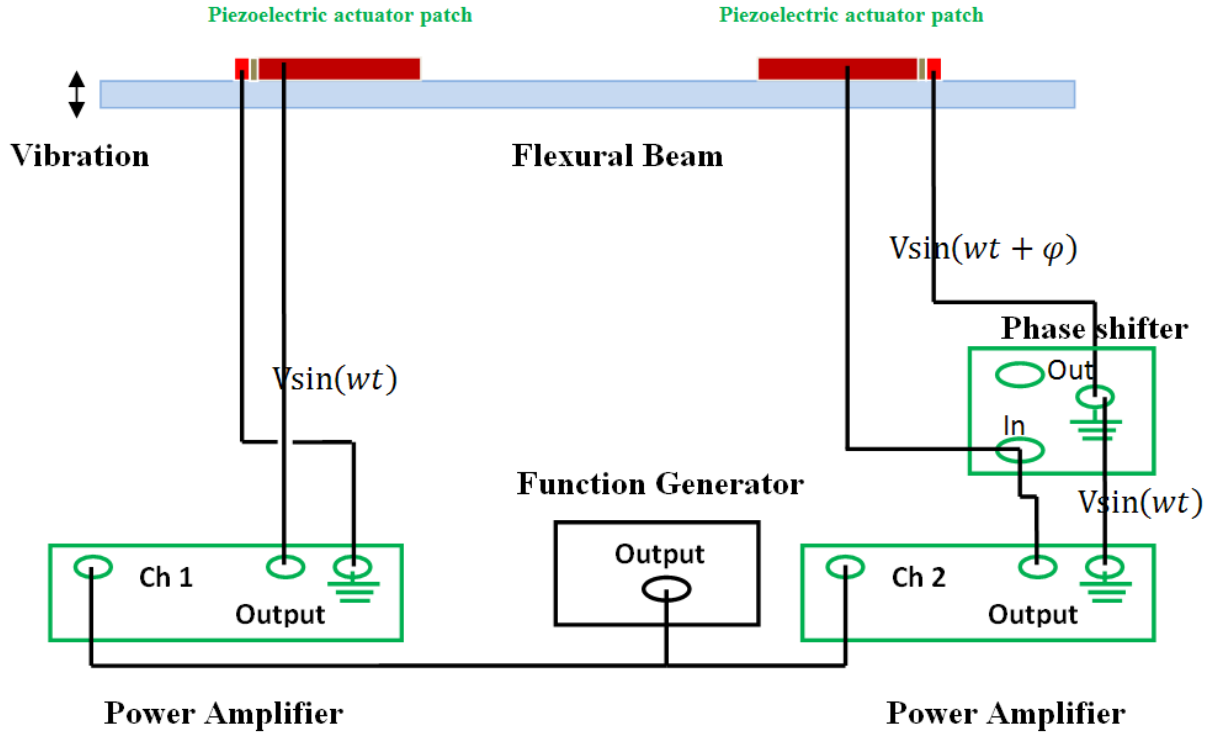 Piezoelectric actuator patch
Piezoelectric actuator patch
Vibration
Flexural Beam
Vsin(wt + φ)
Phase shifter
Vsin(wt)
Out
In
Function Generator
Vsin(wt)
Ch 1
Output
Output
Ch 2
Output
Power Amplifier
Power Amplifier